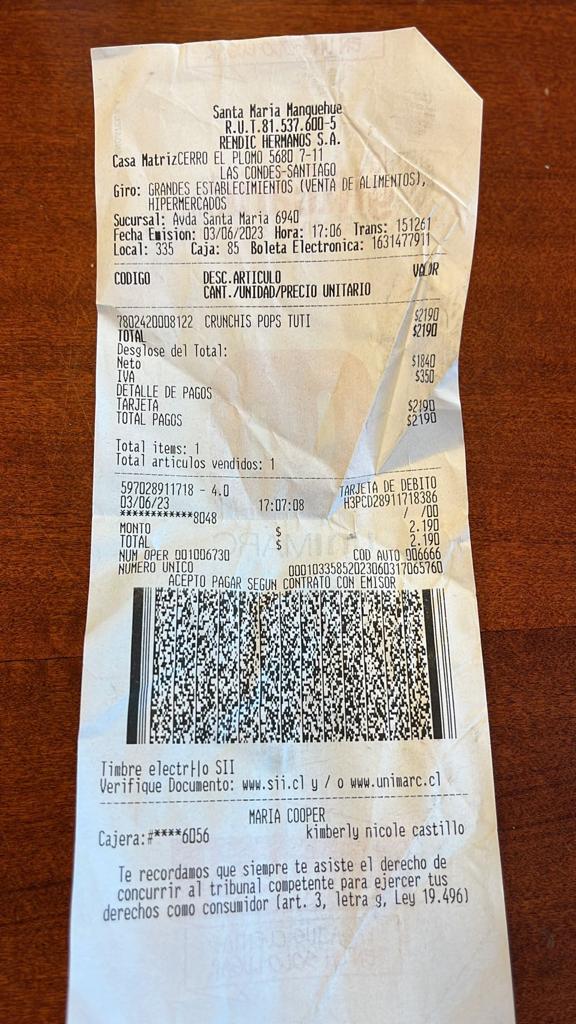 Santa Maria Manquehue
R.U.T.81.537.600-5
RENDIC HERMANOS S.A.
Casa MatrizCERRO EL PLOMO 5680 7-11
LAS CONDES-SANTIAGO
Giro: GRANDES ESTABLECIMIENTOS (VENTA DE ALIMENTOS),
HIPERMERCADOS
Sucursal: Avda Santa Maria 6940
Fecha Emision: 03/06/2023 Hora: 17:06 Trans: 151261
Local: 335 Caja: 85 Boleta Electronica: 1631477911
CODIGO DESC.ARTICULO VALOR
CANT./UNIDAD/PRECIO UNITARIO
7802420008122 CRUNCHIS POPS TUTI $2190
TOTAL $2190
Desglose del Total:
Neto $1840
IVA $350
DETALLE DE PAGOS
TARJETA $2190
TOTAL PAGOS $2190
Total items: 1
Total articulos vendidos: 1
597028911718 - 4.0 TARJETA DE DEBITO
03/06/23 17:07:08 H3PCD28911718386
************8048 / /00
MONTO $ 2.190
TOTAL $ 2.190
NUM OPER 001006730 COD AUTO 006666
NUMERO UNICO 00010335852023060317065760
ACEPTO PAGAR SEGUN CONTRATO CON EMISOR
Timbre SII
Verifique Documento: www.sii.cl y / o www.unimarc.cl
MARIA COOPER
Cajera:#****6056 kimberly nicole castillo
Te recordamos que siempre te asiste el derecho de
concurrir al tribunal competente para ejercer tus
derechos como consumidor (art. 3, letra g, Ley 19.496)